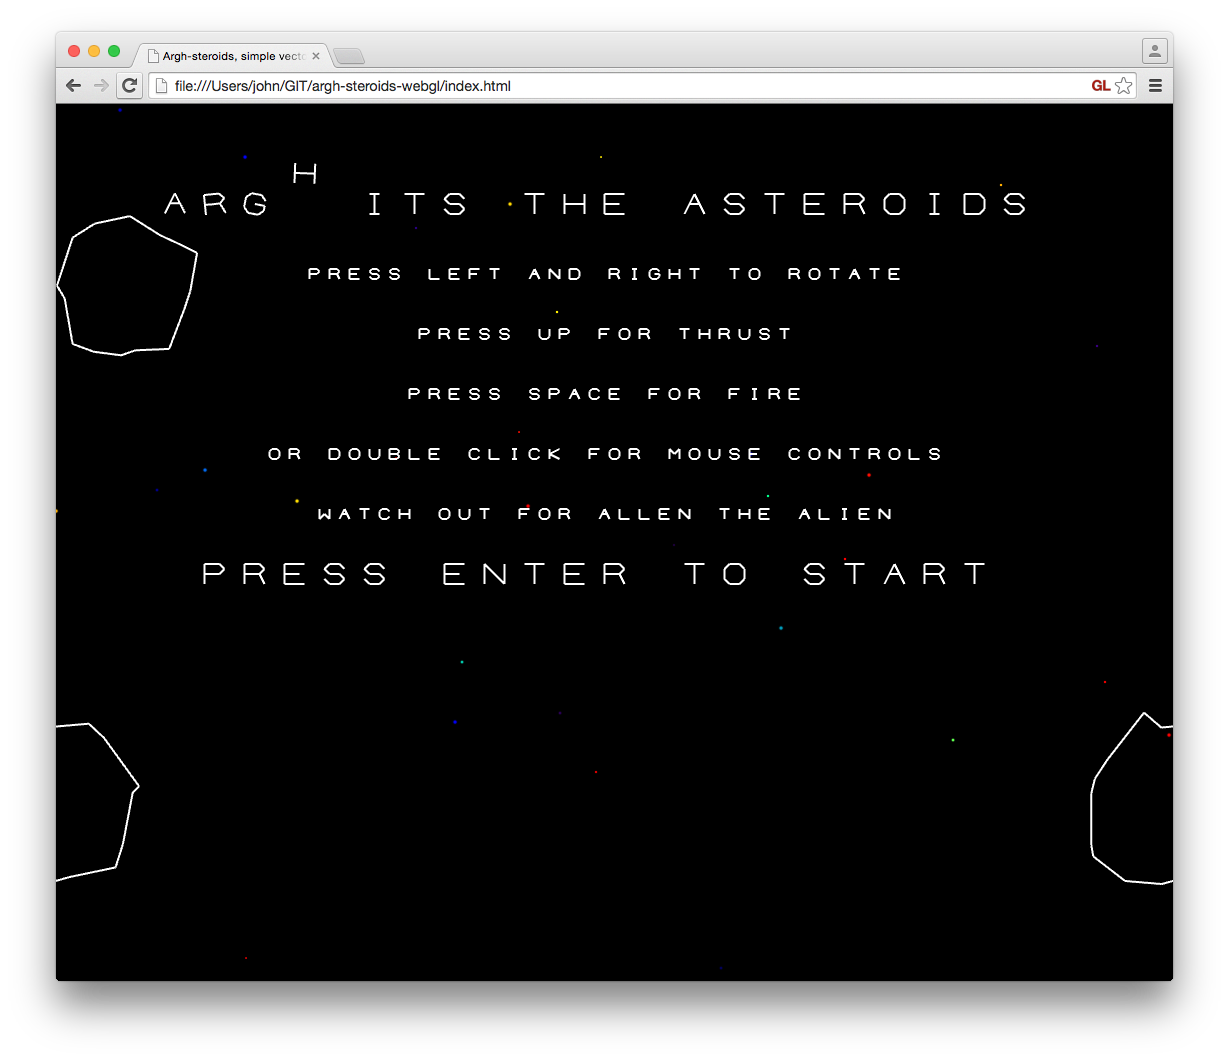 Argh-steroids, simple vect
file:///Users/john/GIT/argh-steroids-webgl/index.html
GL
ARGH ITS THE ASTEROIDS
PRESS LEFT AND RIGHT TO ROTATE
PRESS UP FOR THRUST
PRESS SPACE FOR FIRE
OR DOUBLE CLICK FOR MOUSE CONTROLS
WATCH OUT FOR ALLEN THE ALIEN
PRESS ENTER TO START